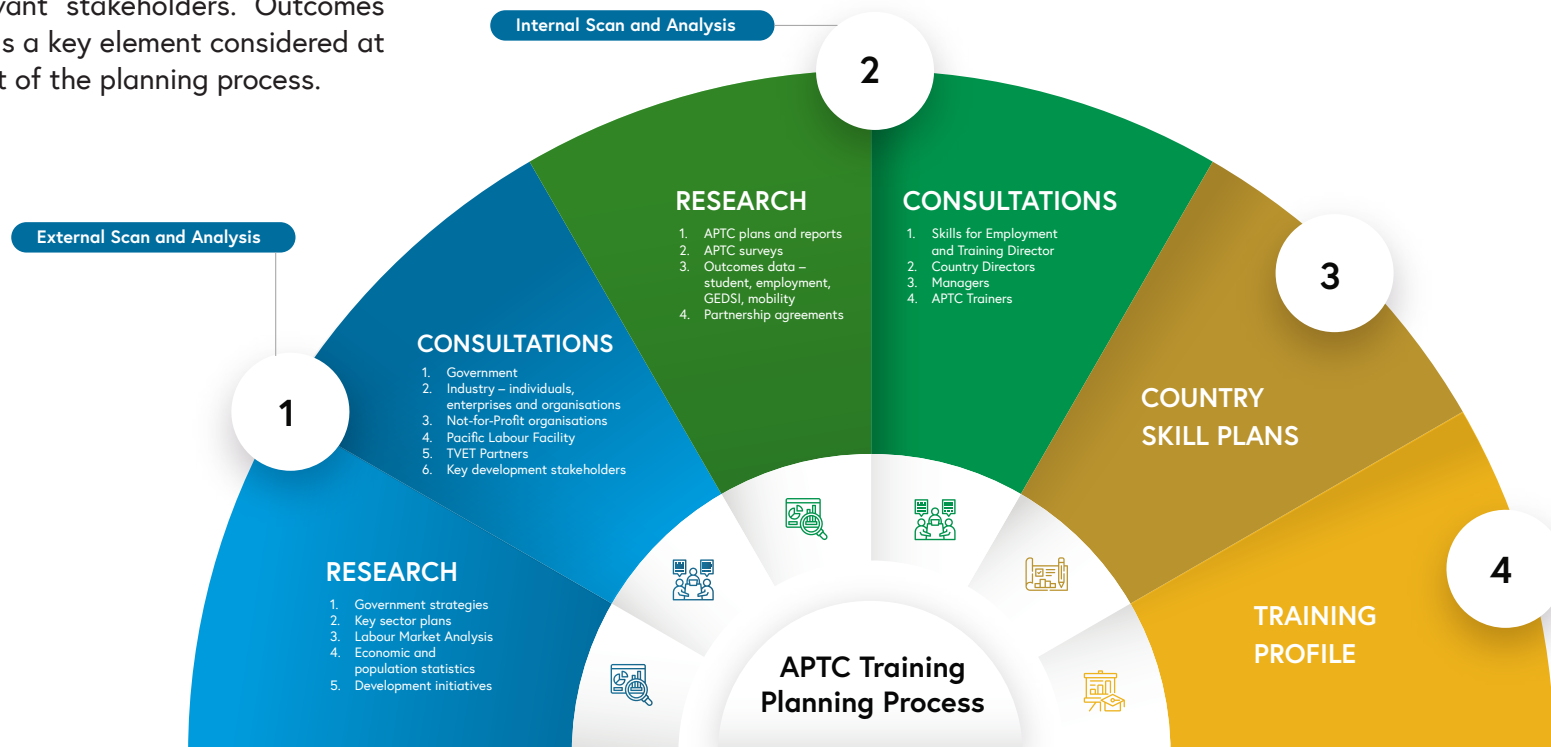 stakeholders. Outcomes
s a key element considered at
t of the planning process.
Internal Scan and Analysis
External Scan and Analysis
1
RESEARCH
1. Government strategies
2. Key sector plans
3. Labour Market Analysis
4. Economic and
population statistics
5. Development initiatives
CONSULTATIONS
1. Government
2. Industry – individuals,
enterprises and organisations
3. Not-for-Profit organisations
4. Pacific Labour Facility
5. TVET Partners
6. Key development stakeholders
2
RESEARCH
1. APTC plans and reports
2. APTC surveys
3. Outcomes data –
student, employment,
GEDSI, mobility
4. Partnership agreements
CONSULTATIONS
1. Skills for Employment
and Training Director
2. Country Directors
3. Managers
4. APTC Trainers
3
COUNTRY
SKILL PLANS
4
TRAINING
PROFILE
APTC Training
Planning Process